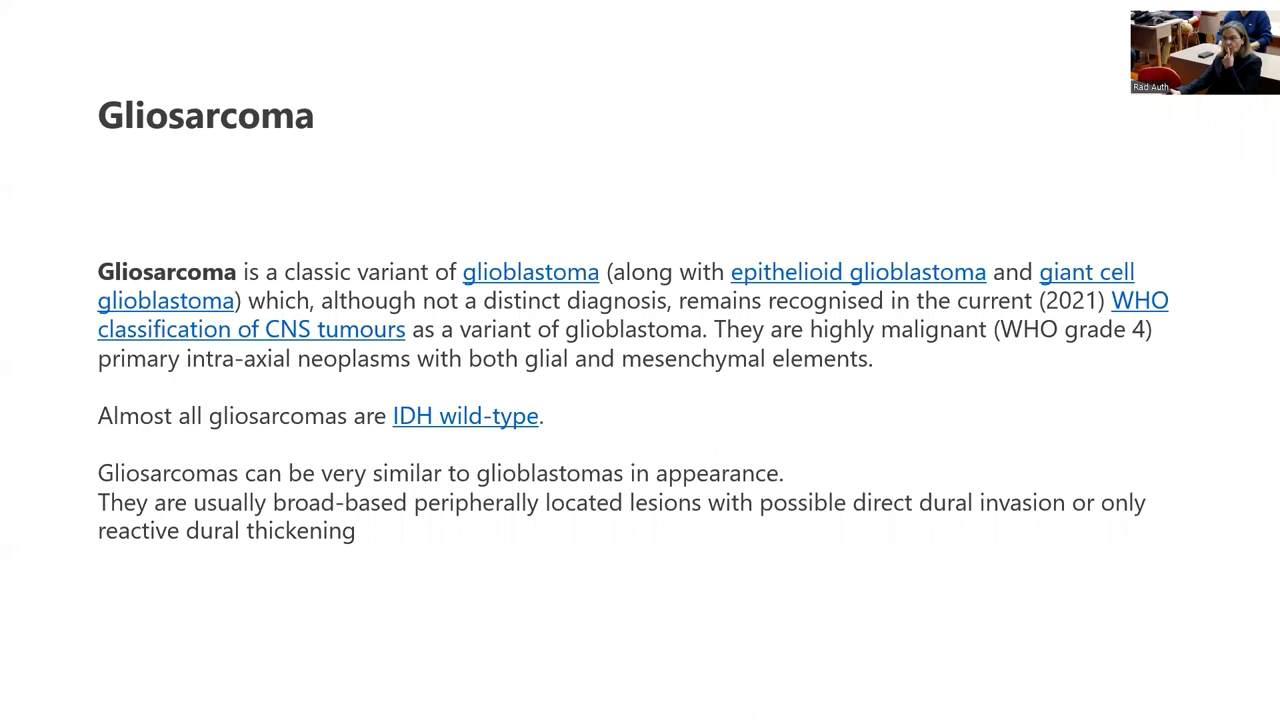 Rad Auth
Gliosarcoma
Gliosarcoma is a classic variant of glioblastoma (along with epithelioid glioblastoma and giant cell
glioblastoma) which, although not a distinct diagnosis, remains recognised in the current (2021) WHO
classification of CNS tumours as a variant of glioblastoma. They are highly malignant (WHO grade 4)
primary intra-axial neoplasms with both glial and mesenchymal elements.
Almost all gliosarcomas are IDH wild-type.
Gliosarcomas can be very similar to glioblastomas in appearance.
They are usually broad-based peripherally located lesions with possible direct dural invasion or only
reactive dural thickening